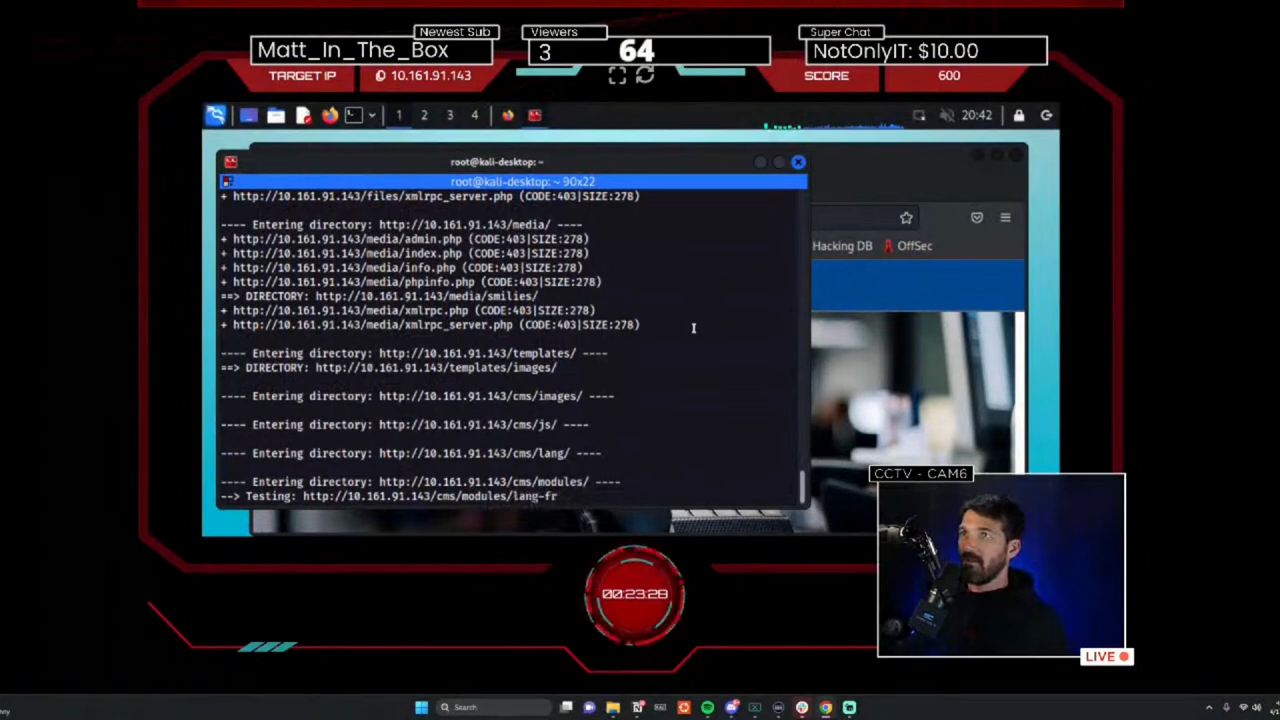 Newest Sub
Matt_In_The_Box
Viewers
3
64
Super Chat
NotOnlyIT: $10.00
TARGET IP
10.161.91.143
SCORE
600
1 2 3 4
20:42
root@kali-desktop: ~
root@kali-desktop: ~ 90x22
+ http://10.161.91.143/files/xmlrpc_server.php (CODE:403|SIZE:278)
---- Entering directory: http://10.161.91.143/media/ ----
+ http://10.161.91.143/media/admin.php (CODE:403|SIZE:278)
+ http://10.161.91.143/media/index.php (CODE:403|SIZE:278)
+ http://10.161.91.143/media/info.php (CODE:403|SIZE:278)
+ http://10.161.91.143/media/phpinfo.php (CODE:403|SIZE:278)
==> DIRECTORY: http://10.161.91.143/media/smilies/
+ http://10.161.91.143/media/xmlrpc.php (CODE:403|SIZE:278)
+ http://10.161.91.143/media/xmlrpc_server.php (CODE:403|SIZE:278)
---- Entering directory: http://10.161.91.143/templates/ ----
==> DIRECTORY: http://10.161.91.143/templates/images/
---- Entering directory: http://10.161.91.143/cms/images/ ----
---- Entering directory: http://10.161.91.143/cms/js/ ----
---- Entering directory: http://10.161.91.143/cms/lang/ ----
---- Entering directory: http://10.161.91.143/cms/modules/ ----
--> Testing: http://10.161.91.143/cms/modules/lang-fr
Hacking DB
OffSec
CCTV - CAM6
00:23:28
LIVE
Search